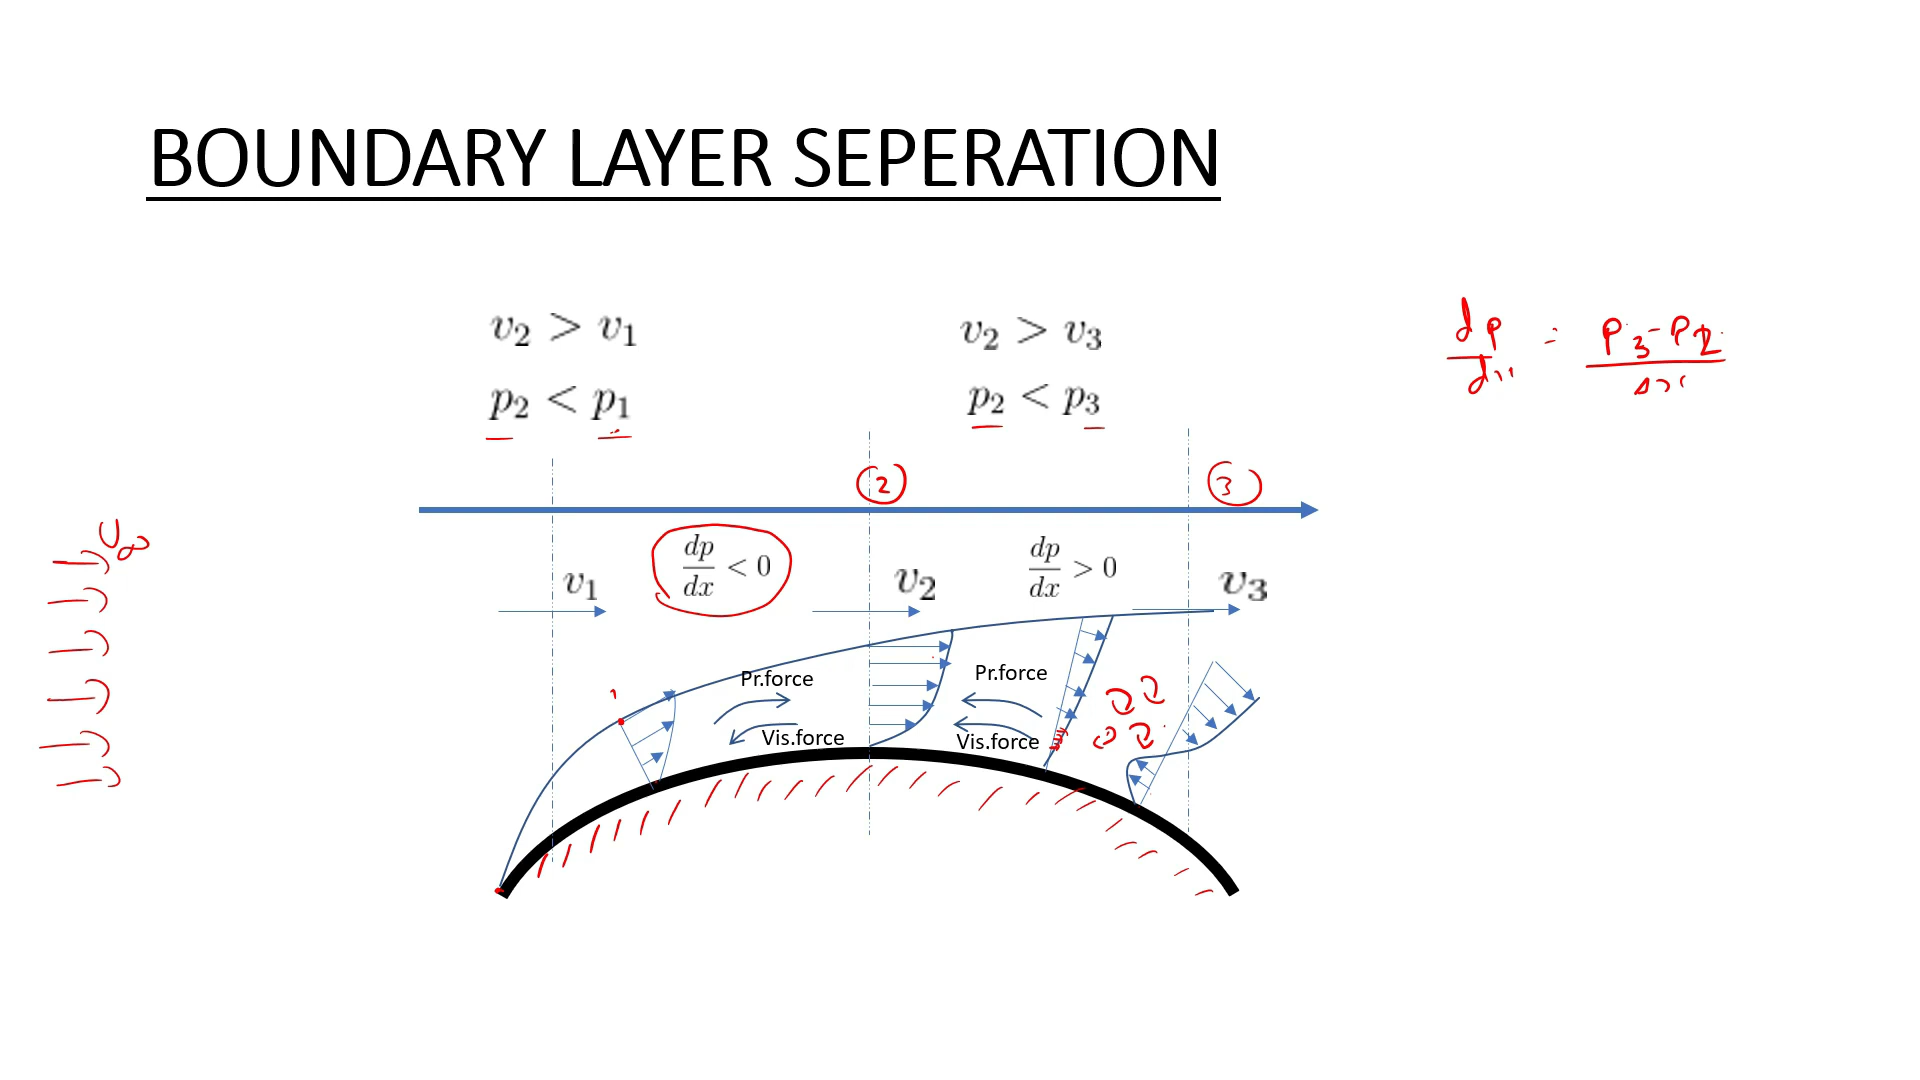 BOUNDARY LAYER SEPERATION
v₂ > v₁
v₂ > v₃
p₂ < p₁
p₂ < p₃
dp/dx = P₃-P₂/Δx
2
3
U∞
dp/dx < 0
dp/dx > 0
v₁
v₂
v₃
Pr.force
Pr.force
Vis.force
Vis.force